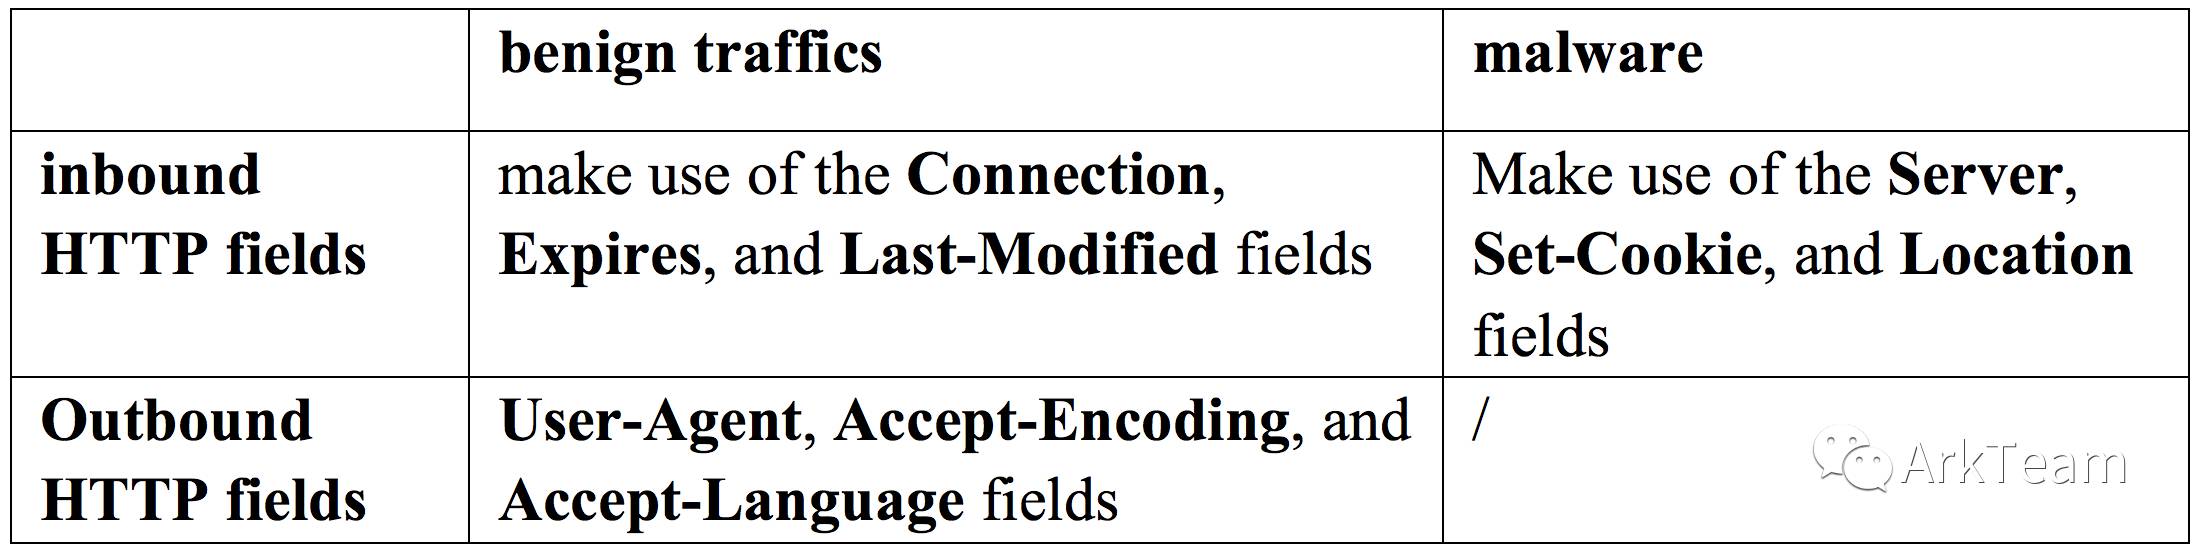 benign traffics
malware
inbound
HTTP fields
make use of the Connection,
Expires, and Last-Modified fields
Make use of the Server,
Set-Cookie, and Location
fields
Outbound
HTTP fields
User-Agent, Accept-Encoding, and
Accept-Language fields
/
ArkTeam